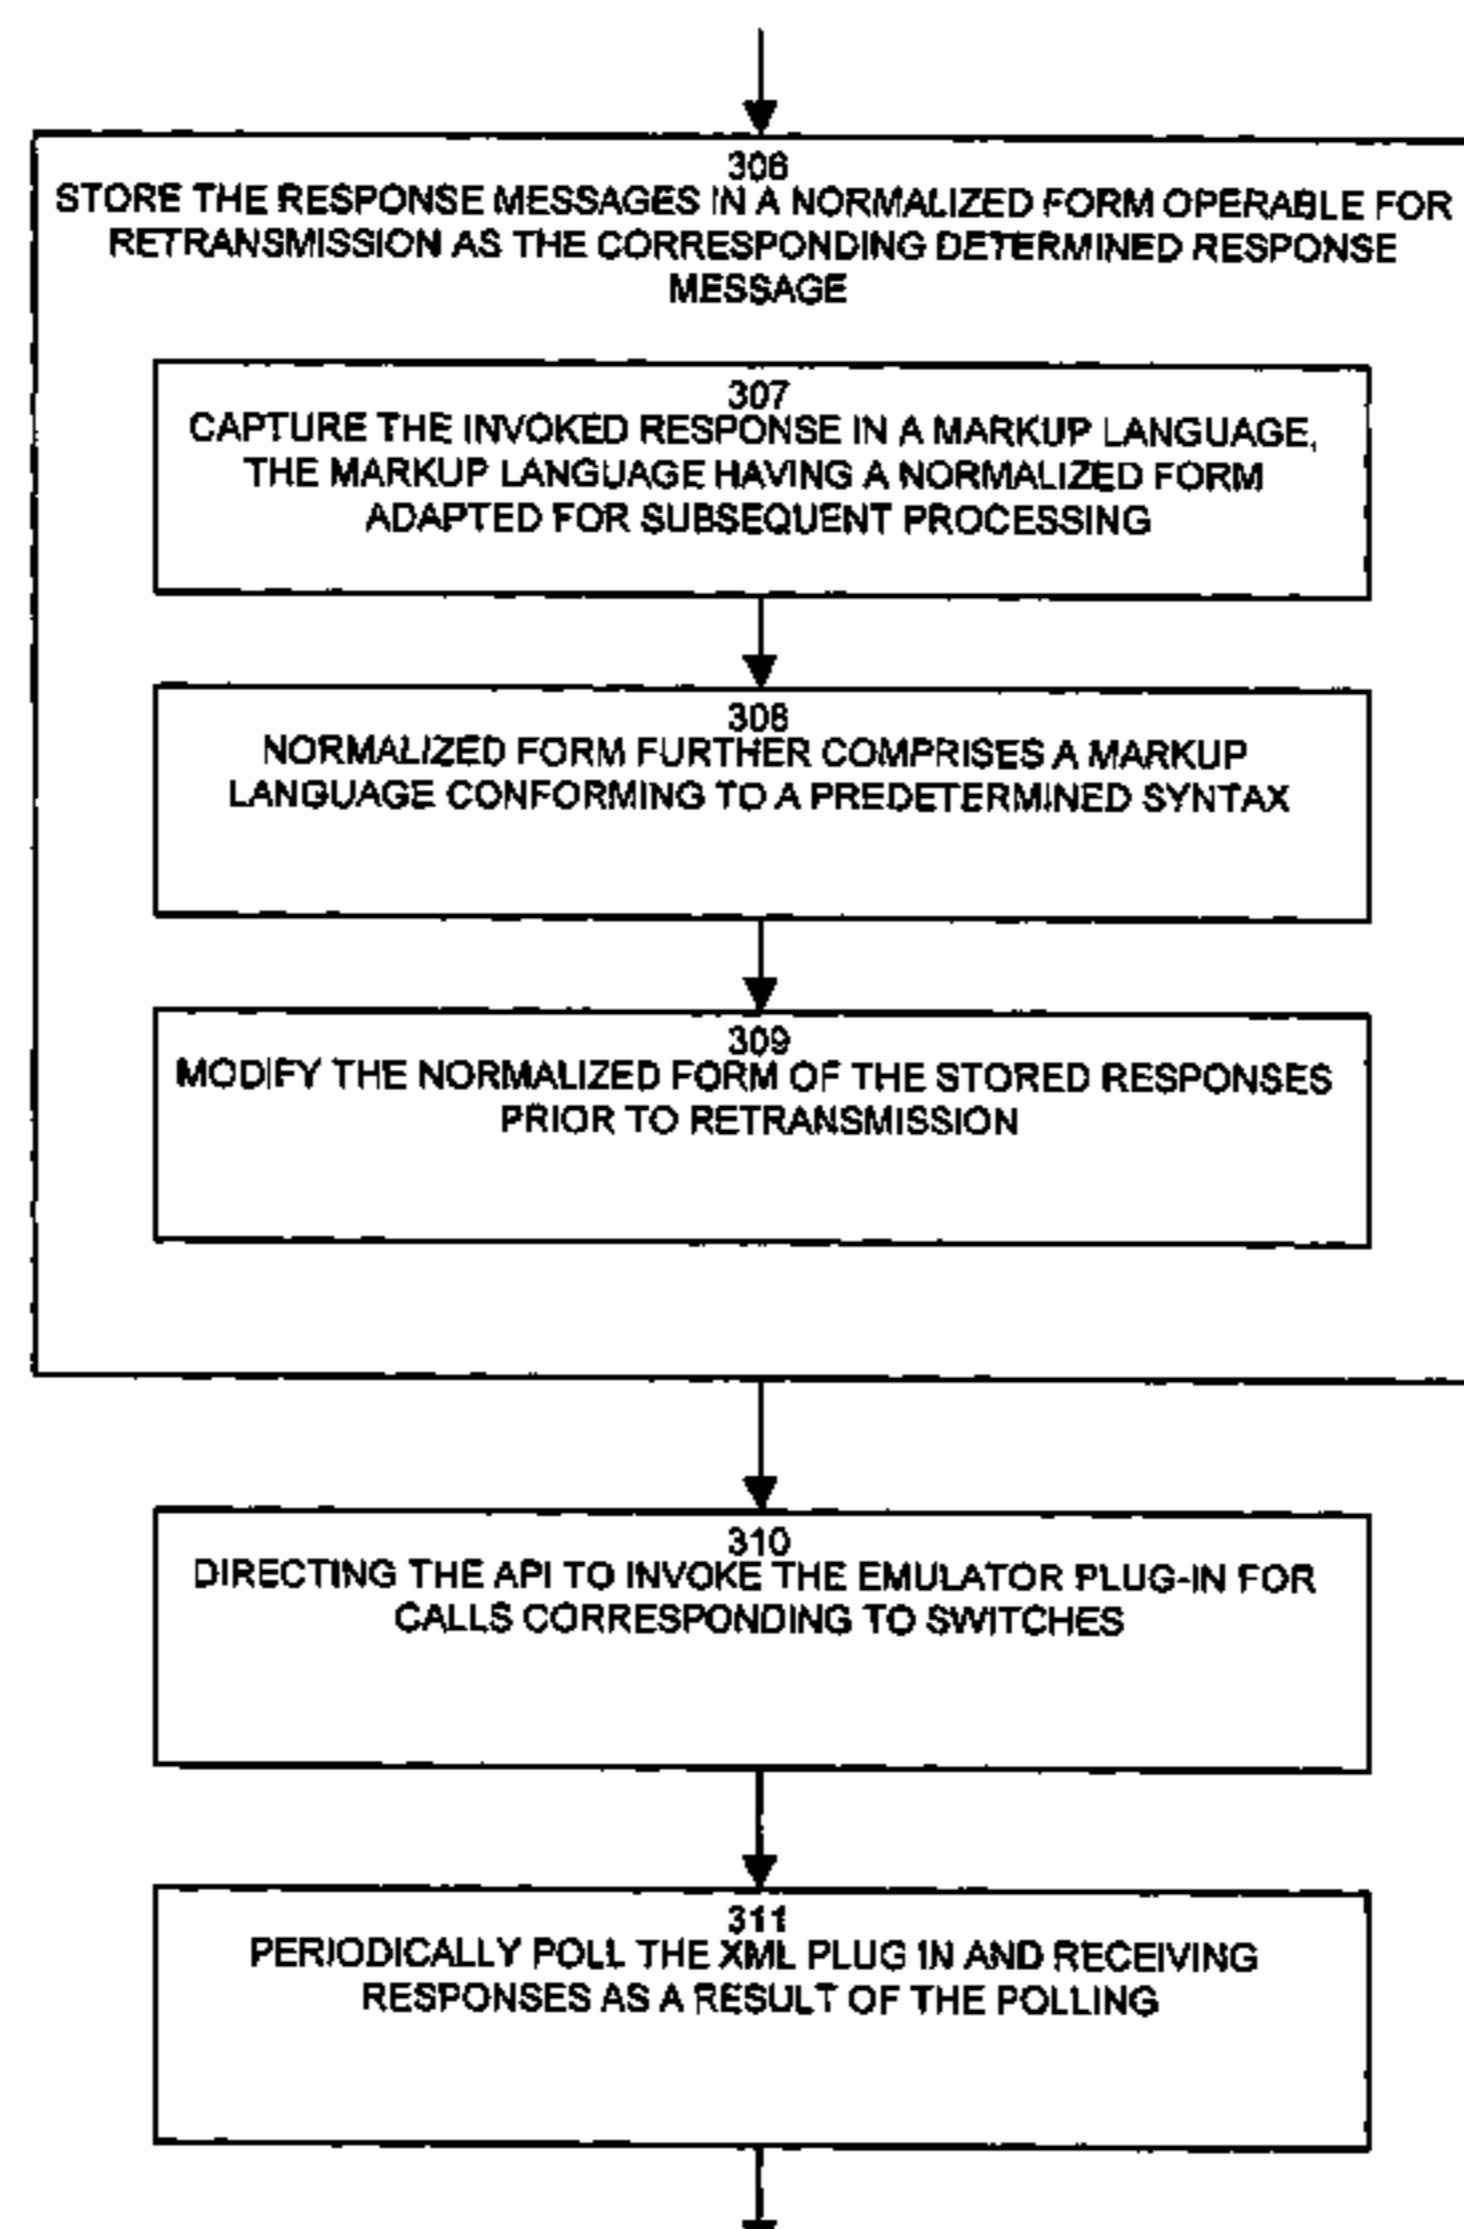 306
STORE THE RESPONSE MESSAGES IN A NORMALIZED FORM OPERABLE FOR
RETRANSMISSION AS THE CORRESPONDING DETERMINED RESPONSE
MESSAGE
307
CAPTURE THE INVOKED RESPONSE IN A MARKUP LANGUAGE,
THE MARKUP LANGUAGE HAVING A NORMALIZED FORM
ADAPTED FOR SUBSEQUENT PROCESSING
308
NORMALIZED FORM FURTHER COMPRISES A MARKUP
LANGUAGE CONFORMING TO A PREDETERMINED SYNTAX
309
MODIFY THE NORMALIZED FORM OF THE STORED RESPONSES
PRIOR TO RETRANSMISSION
310
DIRECTING THE API TO INVOKE THE EMULATOR PLUG-IN FOR
CALLS CORRESPONDING TO SWITCHES
311
PERIODICALLY POLL THE XML PLUG IN AND RECEIVING
RESPONSES AS A RESULT OF THE POLLING